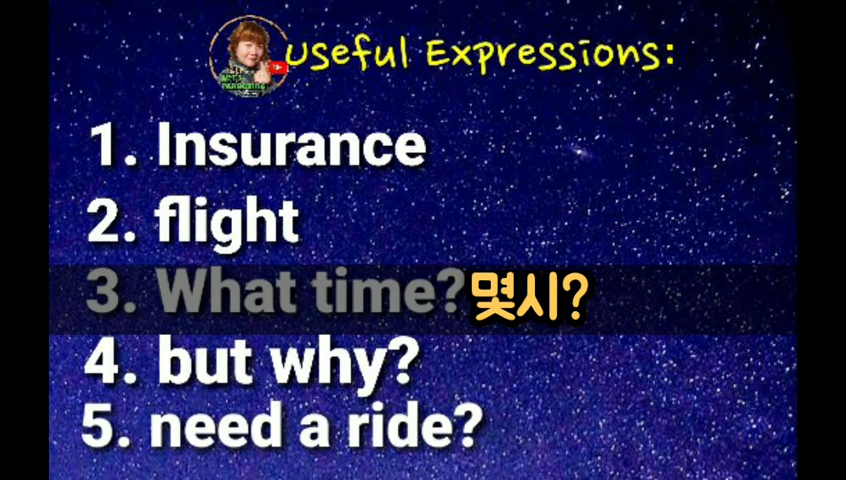 Useful Expressions:
1. Insurance
2. flight
3. What time? 몇시?
4. but why?
5. need a ride?